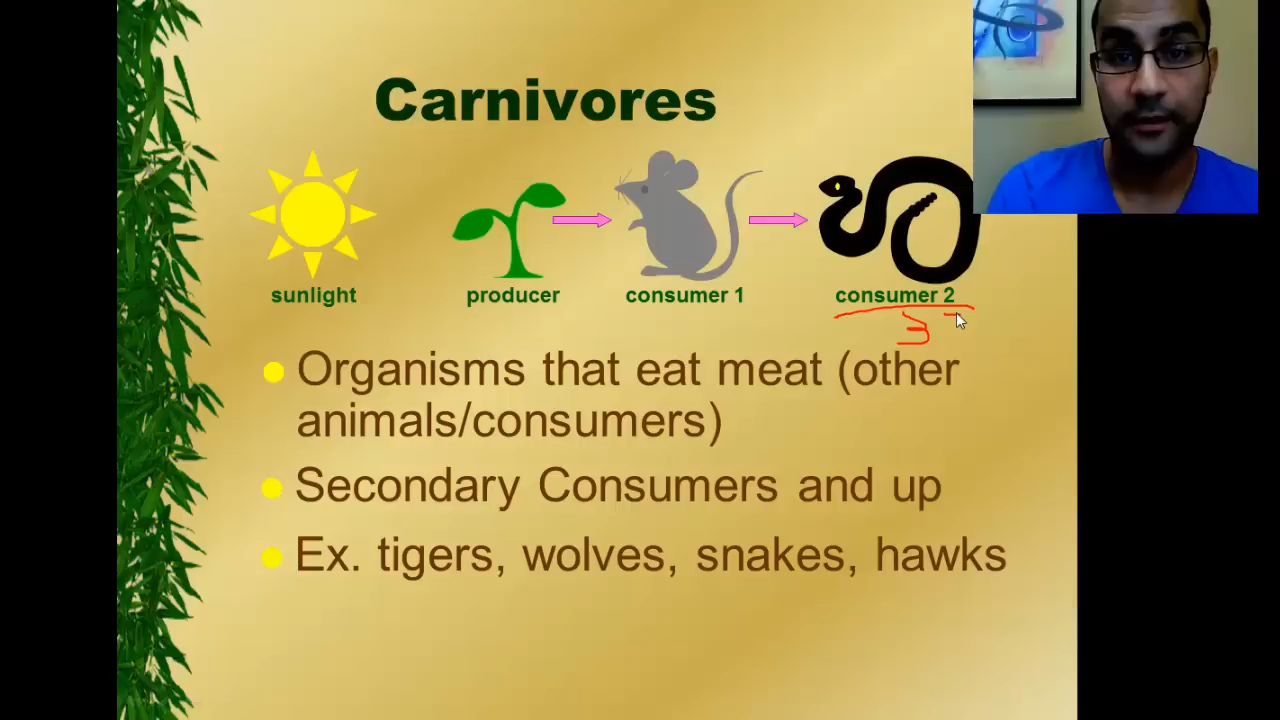 Carnivores
sunlight
producer
consumer 1
consumer 2
3
Organisms that eat meat (other
animals/consumers)
Secondary Consumers and up
Ex. tigers, wolves, snakes, hawks